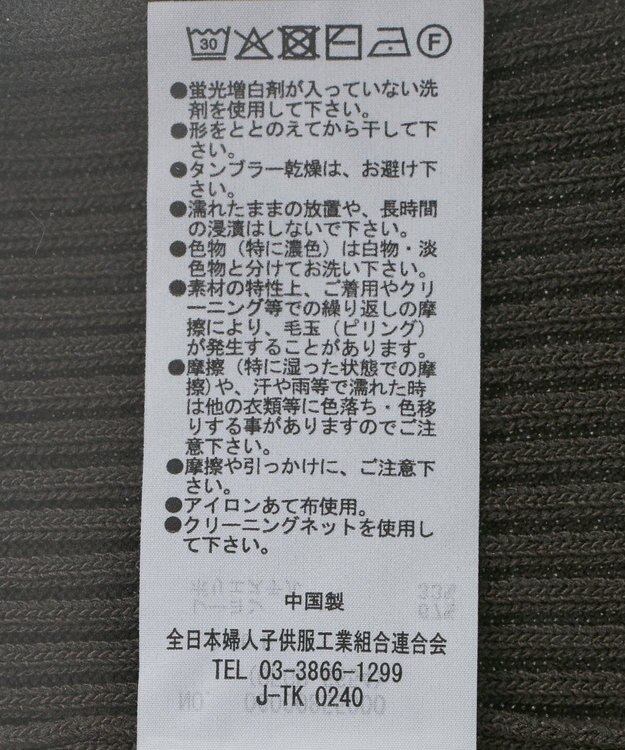 30 F
●蛍光増白剤が入っていない洗
剤を使用して下さい。
●形をととのえてから干して下
さい。
●タンブラー乾燥は、お避け下
さい。
●濡れたままの放置や、長時間
の浸漬はしないで下さい。
●色物（特に濃色）は白物・淡
色物と分けてお洗い下さい。
●素材の特性上、ご着用やクリ
ーニング等での繰り返しの摩
擦により、毛玉（ピリング）
が発生することがあります。
●摩擦（特に湿った状態での摩
擦）や、汗や雨等で濡れた時
は他の衣類等に色落ち・色移
りする事がありますのでご注
意下さい。
●摩擦や引っかけに、ご注意下
さい。
●アイロンあて布使用。
●クリーニングネットを使用し
て下さい。
中国製
全日本婦人子供服工業組合連合会
TEL 03-3866-1299
J-TK 0240